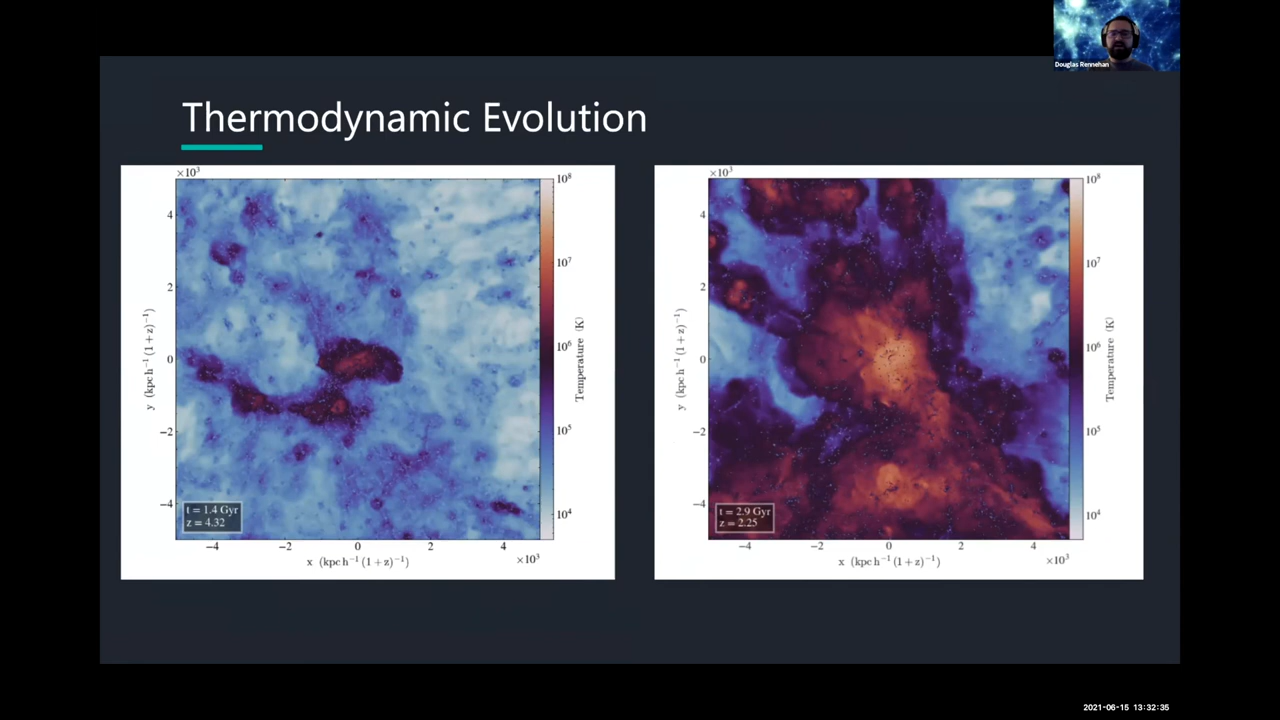 Douglas Rennehan
Thermodynamic Evolution
×10³
4
2
0
−2
−4
y (kpc h⁻¹ (1+z)⁻¹)
t = 1.4 Gyr
z = 4.32
−4 −2 0 2 4
x (kpc h⁻¹ (1+z)⁻¹)
×10³
10⁸
10⁷
10⁶
10⁵
10⁴
Temperature (K)
×10³
4
2
0
−2
−4
y (kpc h⁻¹ (1+z)⁻¹)
t = 2.9 Gyr
z = 2.25
−4 −2 0 2 4
x (kpc h⁻¹ (1+z)⁻¹)
×10³
10⁸
10⁷
10⁶
10⁵
10⁴
Temperature (K)
2021-06-15 13:32:35